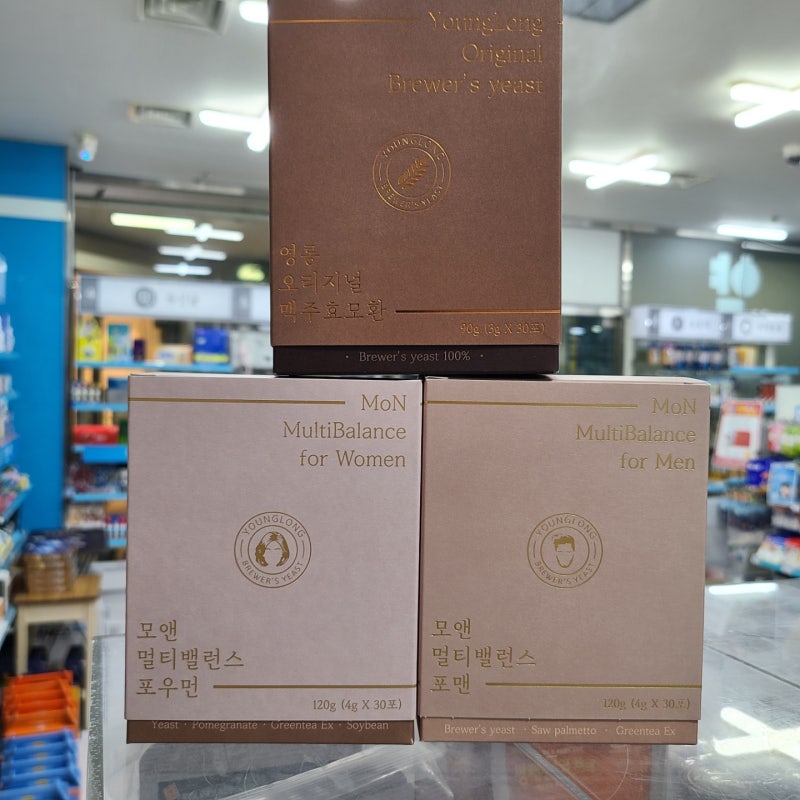 YoungLong
Original
Brewer's yeast
YOUNGLONG
BREWER'S YEAST
영롱
오리지널
맥주효모환
90g (3g X 30포)
· Brewer's yeast 100% ·
MoN
MultiBalance
for Women
YOUNGLONG
BREWER'S YEAST
모앤
멀티밸런스
포우먼
120g (4g X 30포)
Yeast · Pomegranate · Greentea Ex · Soybean
MoN
MultiBalance
for Men
YOUNGLONG
BREWER'S YEAST
모앤
멀티밸런스
포맨
120g (4g X 30포)
Brewer's yeast · Saw palmetto · Greentea Ex